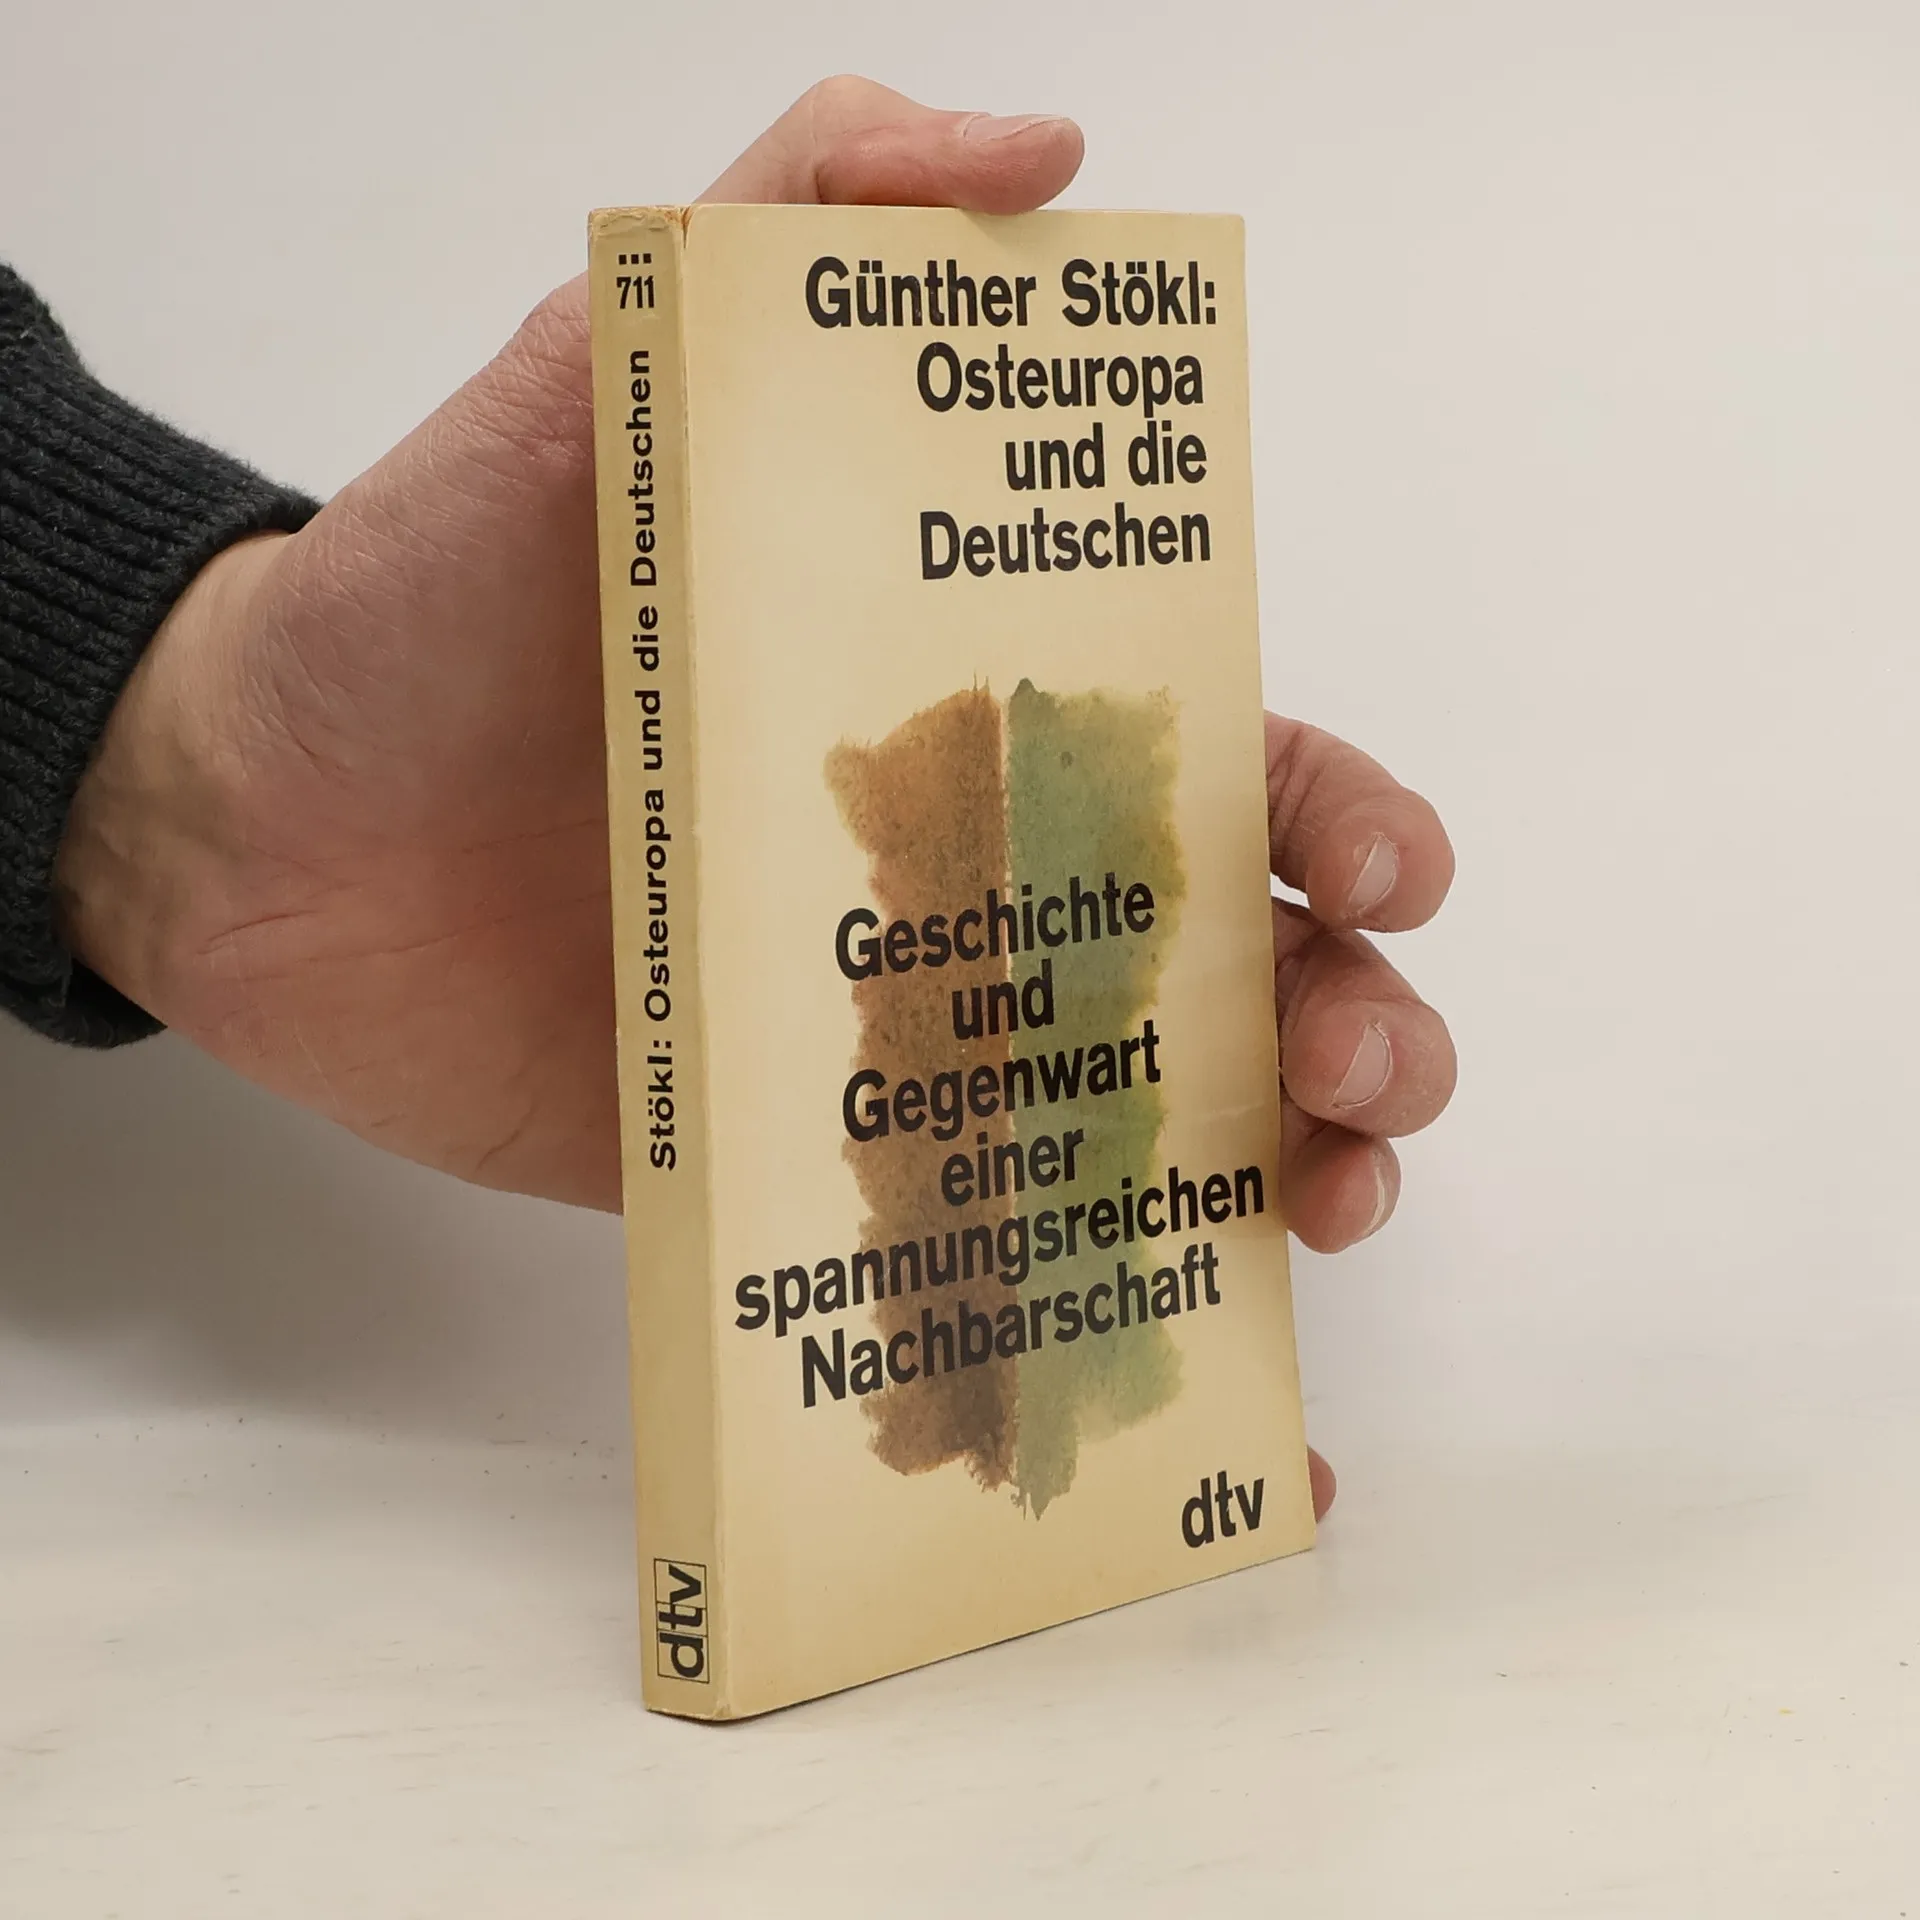 711
Stökl: Osteuropa und die Deutschen
dtv
Günther Stökl:
Osteuropa
und die
Deutschen
Geschichte
und
Gegenwart
einer
spannungsreichen
Nachbarschaft
dtv